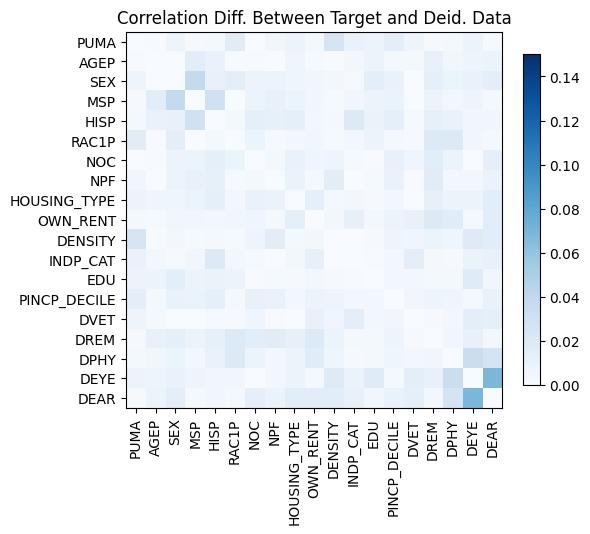 Correlation Diff. Between Target and Deid. Data
PUMA
AGEP
SEX
MSP
HISP
RAC1P
NOC
NPF
HOUSING_TYPE
OWN_RENT
DENSITY
INDP_CAT
EDU
PINCP_DECILE
DVET
DREM
DPHY
DEYE
DEAR
PUMA
AGEP
SEX
MSP
HISP
RAC1P
NOC
NPF
HOUSING_TYPE
OWN_RENT
DENSITY
INDP_CAT
EDU
PINCP_DECILE
DVET
DREM
DPHY
DEYE
DEAR
0.14
0.12
0.10
0.08
0.06
0.04
0.02
0.00